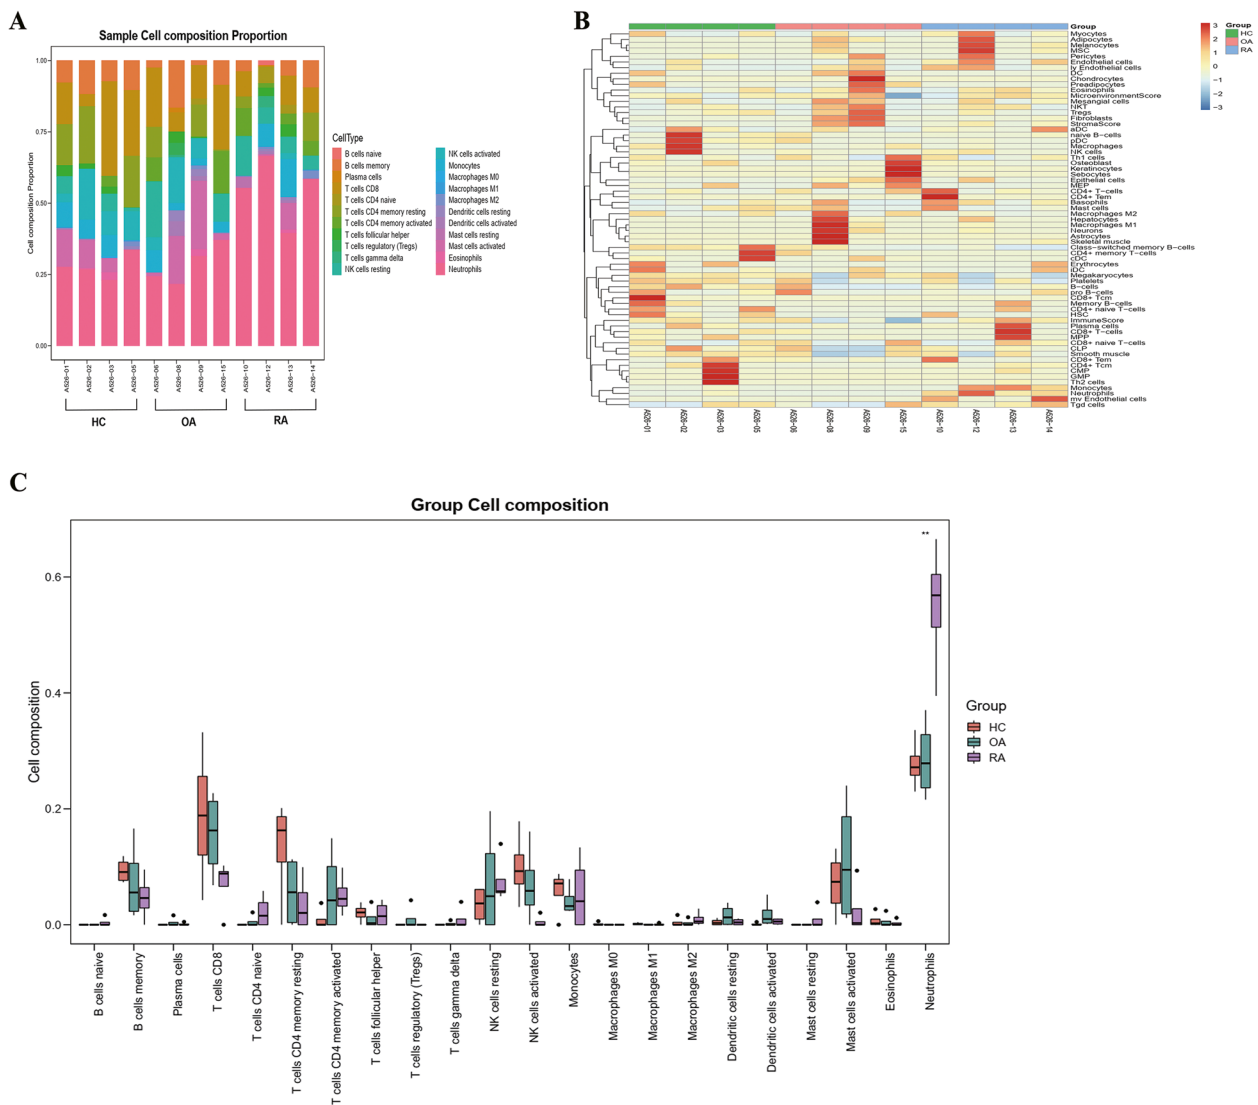 A
Sample Cell composition Proportion
Cell composition Proportion
1.00
0.75
0.50
0.25
0.00
AS26-01
AS26-02
AS26-03
AS26-05
AS26-06
AS26-08
AS26-09
AS26-15
AS26-10
AS26-12
AS26-13
AS26-14
HC
OA
RA
CellType
B cells naive
B cells memory
Plasma cells
T cells CD8
T cells CD4 naive
T cells CD4 memory resting
T cells CD4 memory activated
T cells follicular helper
T cells regulatory (Tregs)
T cells gamma delta
NK cells resting
NK cells activated
Monocytes
Macrophages M0
Macrophages M1
Macrophages M2
Dendritic cells resting
Dendritic cells activated
Mast cells resting
Mast cells activated
Eosinophils
Neutrophils
B
Group
Myocytes
Adipocytes
Melanocytes
MSC
Pericytes
Endothelial cells
ly Endothelial cells
DC
Chondrocytes
Preadipocytes
Eosinophils
MicroenvironmentScore
Mesangial cells
NKT
Tregs
Fibroblasts
StromaScore
aDC
naive B-cells
pDC
Macrophages
NK cells
Th1 cells
Osteoblast
Keratinocytes
Sebocytes
Epithelial cells
MEP
CD4+ T-cells
CD4+ Tem
Basophils
Mast cells
Macrophages M2
Hepatocytes
Macrophages M1
Neurons
Astrocytes
Skeletal muscle
Class-switched memory B-cells
CD4+ memory T-cells
cDC
Erythrocytes
iDC
Megakaryocytes
Platelets
B-cells
pro B-cells
CD8+ Tcm
Memory B-cells
CD4+ naive T-cells
HSC
ImmuneScore
Plasma cells
CD8+ T-cells
MPP
CD8+ naive T-cells
CLP
Smooth muscle
CD8+ Tem
CD4+ Tcm
CMP
GMP
Th2 cells
Monocytes
Neutrophils
mv Endothelial cells
Tgd cells
AS26-01
AS26-02
AS26-03
AS26-05
AS26-06
AS26-08
AS26-09
AS26-15
AS26-10
AS26-12
AS26-13
AS26-14
3
2
1
0
-1
-2
-3
Group
HC
OA
RA
C
Group Cell composition
Cell composition
0.6
0.4
0.2
0.0
**
B cells naive
B cells memory
Plasma cells
T cells CD8
T cells CD4 naive
T cells CD4 memory resting
T cells CD4 memory activated
T cells follicular helper
T cells regulatory (Tregs)
T cells gamma delta
NK cells resting
NK cells activated
Monocytes
Macrophages M0
Macrophages M1
Macrophages M2
Dendritic cells resting
Dendritic cells activated
Mast cells resting
Mast cells activated
Eosinophils
Neutrophils
Group
HC
OA
RA